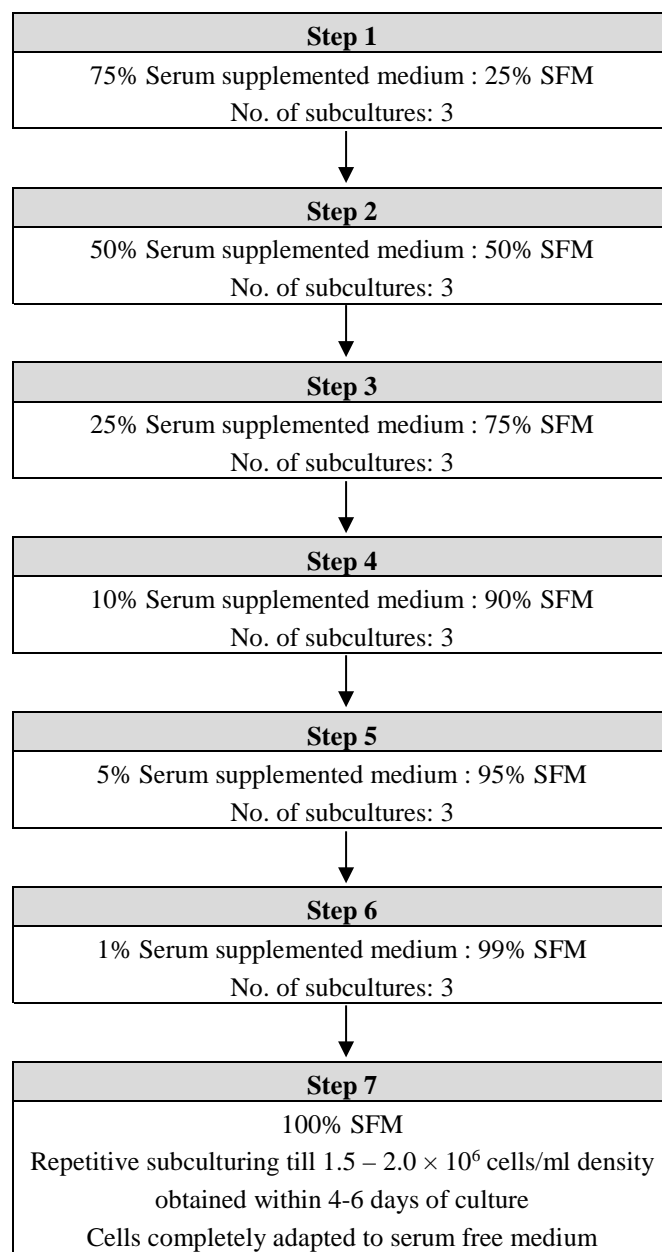 Step 1
75% Serum supplemented medium : 25% SFM
No. of subcultures: 3
Step 2
50% Serum supplemented medium : 50% SFM
No. of subcultures: 3
Step 3
25% Serum supplemented medium : 75% SFM
No. of subcultures: 3
Step 4
10% Serum supplemented medium : 90% SFM
No. of subcultures: 3
Step 5
5% Serum supplemented medium : 95% SFM
No. of subcultures: 3
Step 6
1% Serum supplemented medium : 99% SFM
No. of subcultures: 3
Step 7
100% SFM
Repetitive subculturing till 1.5 – 2.0 × 10⁶ cells/ml density
obtained within 4-6 days of culture
Cells completely adapted to serum free medium